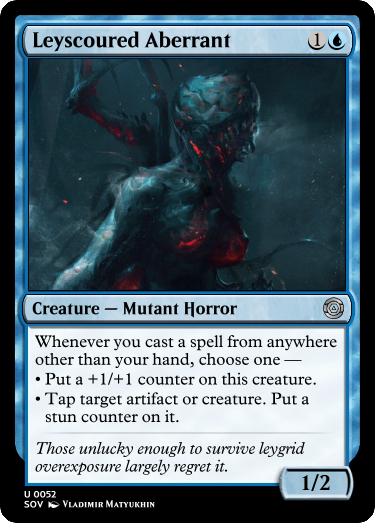 Leyscoured Aberrant 1
Creature — Mutant Horror
Whenever you cast a spell from anywhere
other than your hand, choose one —
• Put a +1/+1 counter on this creature.
• Tap target artifact or creature. Put a
stun counter on it.
Those unlucky enough to survive leygrid
overexposure largely regret it.
1/2
U 0052
SOV Vladimir Matyukhin